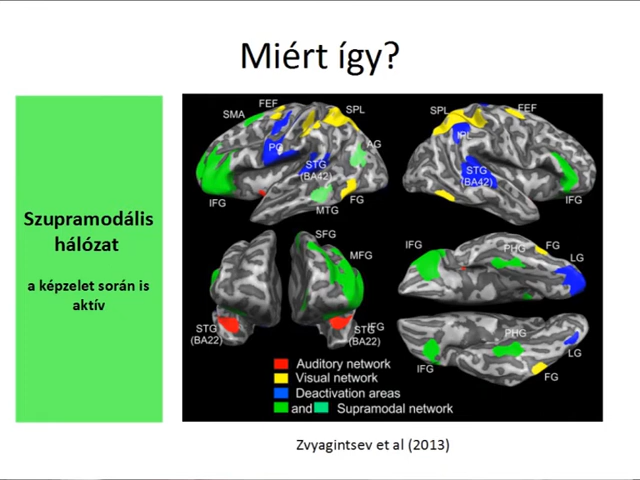 Miért így?
Szupramodális
hálózat
a képzelet során is
aktív
SMA
FEF
SPL
PG
AG
STG
(BA42)
IFG
MTG
FG
SPL
FEF
IPL
STG
(BA42)
IFG
SFG
MFG
STG
(BA22)
STG
(BA22)
IFG
IFG
PHG
FG
LG
IFG
PHG
LG
FG
Auditory network
Visual network
Deactivation areas
and Supramodal network
Zvyagintsev et al (2013)